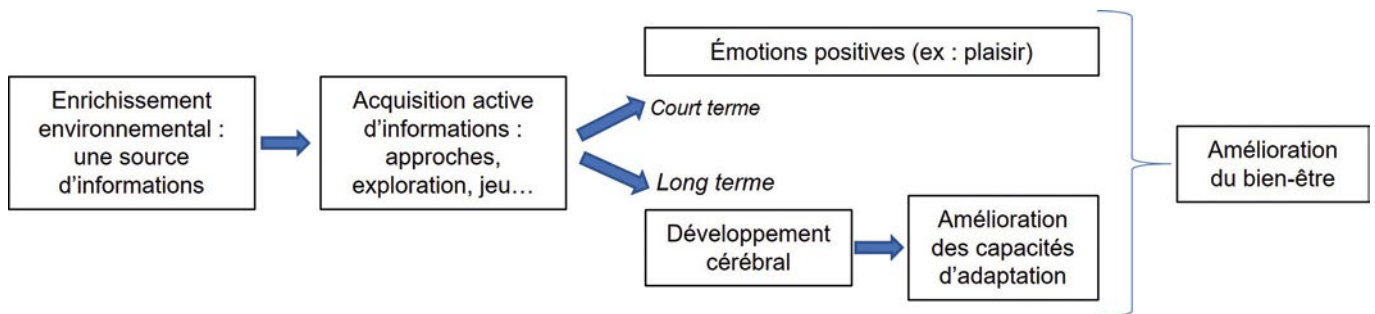 Enrichissement
environnemental :
une source
d'informations
Acquisition active
d'informations :
approches,
exploration, jeu…
Émotions positives (ex : plaisir)
Court terme
Long terme
Développement
cérébral
Amélioration
des capacités
d'adaptation
Amélioration
du bien-être